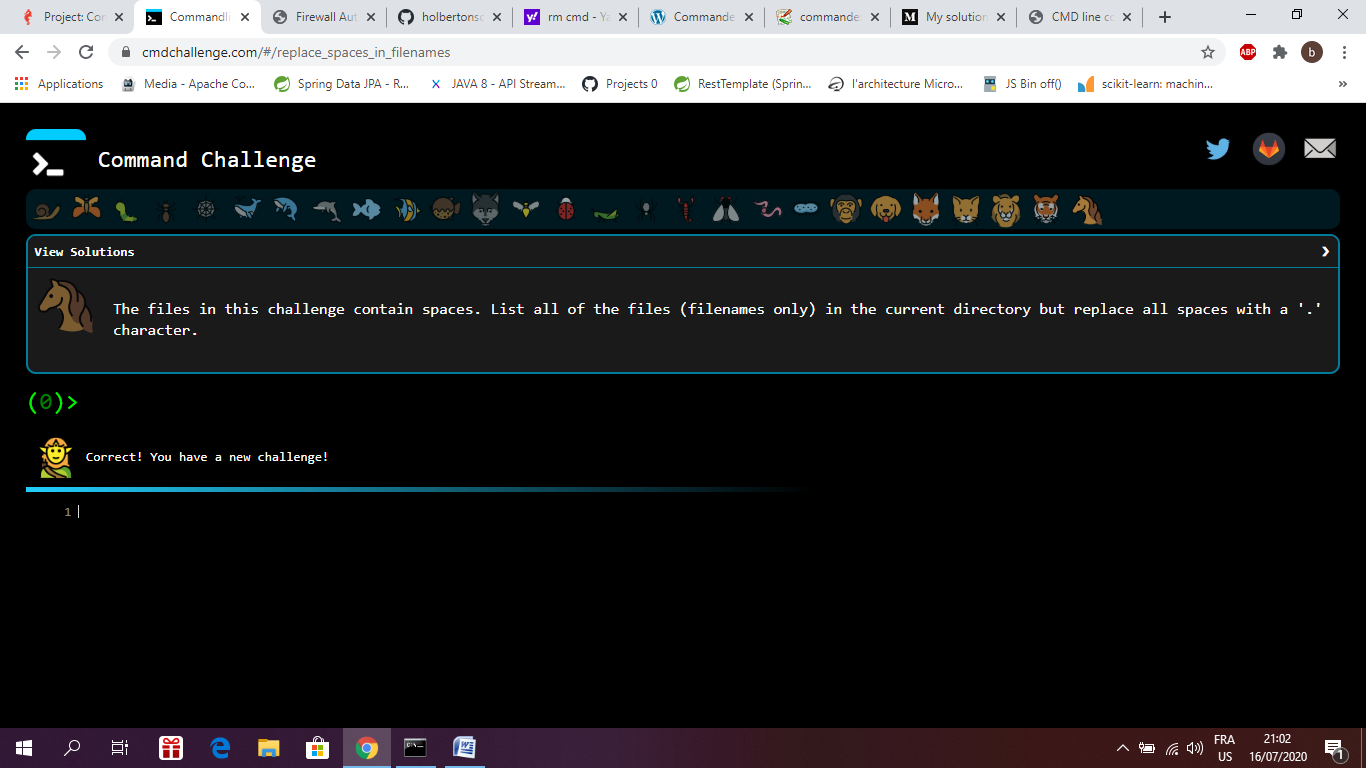 Project: Con
Commandli
Firewall Aut
holbertonsc
rm cmd - Ya
Commande
commande
My solution
CMD line cc
cmdchallenge.com/#/replace_spaces_in_filenames
ABP
b
Applications
Media - Apache Co...
Spring Data JPA - R...
JAVA 8 - API Stream...
Projects 0
RestTemplate (Sprin...
l'architecture Micro...
JS Bin off()
scikit-learn: machin...
Command Challenge
View Solutions
The files in this challenge contain spaces. List all of the files (filenames only) in the current directory but replace all spaces with a '.'
character.
(0)>
Correct! You have a new challenge!
1
FRA
US
21:02
16/07/2020
1